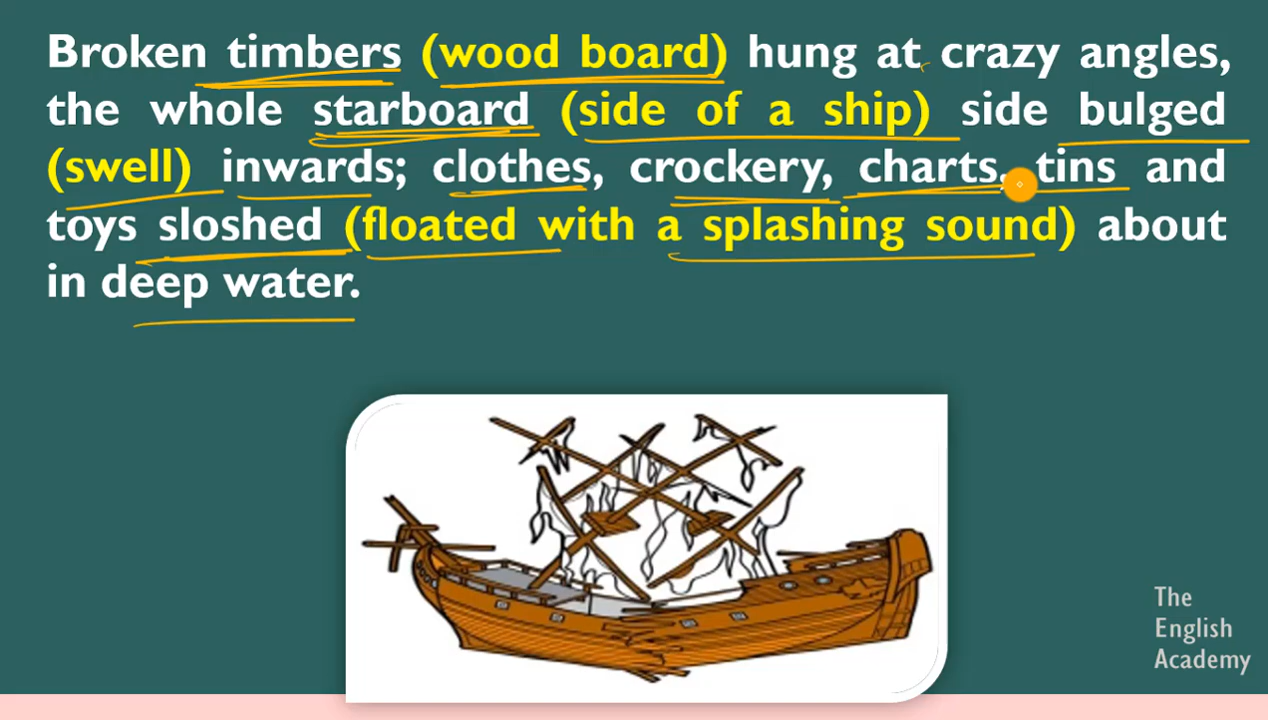 Broken timbers (wood board) hung at crazy angles,
the whole starboard (side of a ship) side bulged
(swell) inwards; clothes, crockery, charts, tins and
toys sloshed (floated with a splashing sound) about
in deep water.
The
English
Academy